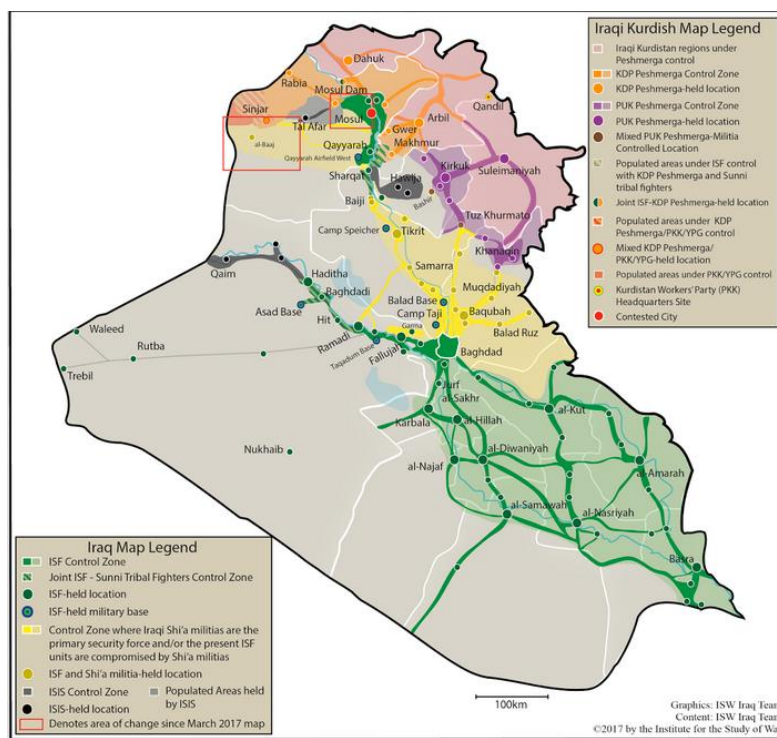 Iraqi Kurdish Map Legend
Iraqi Kurdistan regions under
Peshmerga control
KDP Peshmerga Control Zone
KDP Peshmerga-held location
PUK Peshmerga Control Zone
PUK Peshmerga-held location
Mixed PUK Peshmerga-Militia
Controlled Location
Populated areas under ISF control
with KDP Peshmerga and Sunni
tribal fighters
Joint ISF-KDP Peshmerga-held location
Populated areas under KDP
Peshmerga/PKK/YPG control
Mixed KDP Peshmerga/
PKK/YPG-held location
Populated areas under PKK/YPG control
Kurdistan Workers' Party (PKK)
Headquarters Site
Contested City
Dahuk
Rabia
Mosul Dam
Sinjar
Mosul
Tal Afar
Arbil
Qandil
Gwer
al-Baaj
Qayyarah
Makhmur
Qayyarah Airfield West
Kirkuk
Suleimaniyah
Sharqat
Hawija
Bashir
Baiji
Tuz Khurmato
Camp Speicher
Tikrit
Khanaqin
Samarra
Qaim
Haditha
Baghdadi
Muqdadiyah
Balad Base
Asad Base
Camp Taji
Baqubah
Hit
Garma
Balad Ruz
Waleed
Ramadi
Taqadum Base
Fallujah
Rutba
Baghdad
Trebil
Jurf
al-Sakhr
Karbala
al-Hillah
al-Kut
Nukhaib
al-Najaf
al-Diwaniyah
al-Amarah
al-Samawah
al-Nasriyah
Basra
Iraq Map Legend
ISF Control Zone
Joint ISF - Sunni Tribal Fighters Control Zone
ISF-held location
ISF-held military base
Control Zone where Iraqi Shi'a militias are the
primary security force and/or the present ISF
units are compromised by Shi'a militias
ISF and Shi'a militia-held location
ISIS Control Zone
Populated Areas held
by ISIS
ISIS-held location
Denotes area of change since March 2017 map
100km
Graphics: ISW Iraq Team
Content: ISW Iraq Team
©2017 by the Institute for the Study of Wa